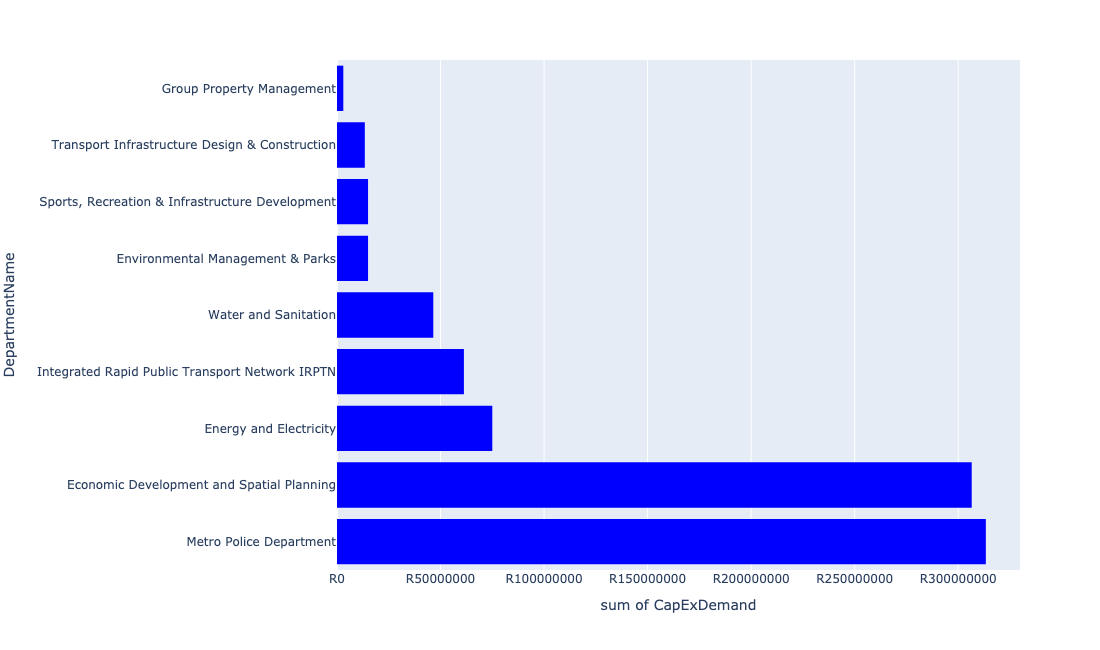 Group Property Management
Transport Infrastructure Design & Construction
Sports, Recreation & Infrastructure Development
Environmental Management & Parks
Water and Sanitation
Integrated Rapid Public Transport Network IRPTN
Energy and Electricity
Economic Development and Spatial Planning
Metro Police Department
DepartmentName
R0 R50000000 R100000000 R150000000 R200000000 R250000000 R300000000
sum of CapExDemand